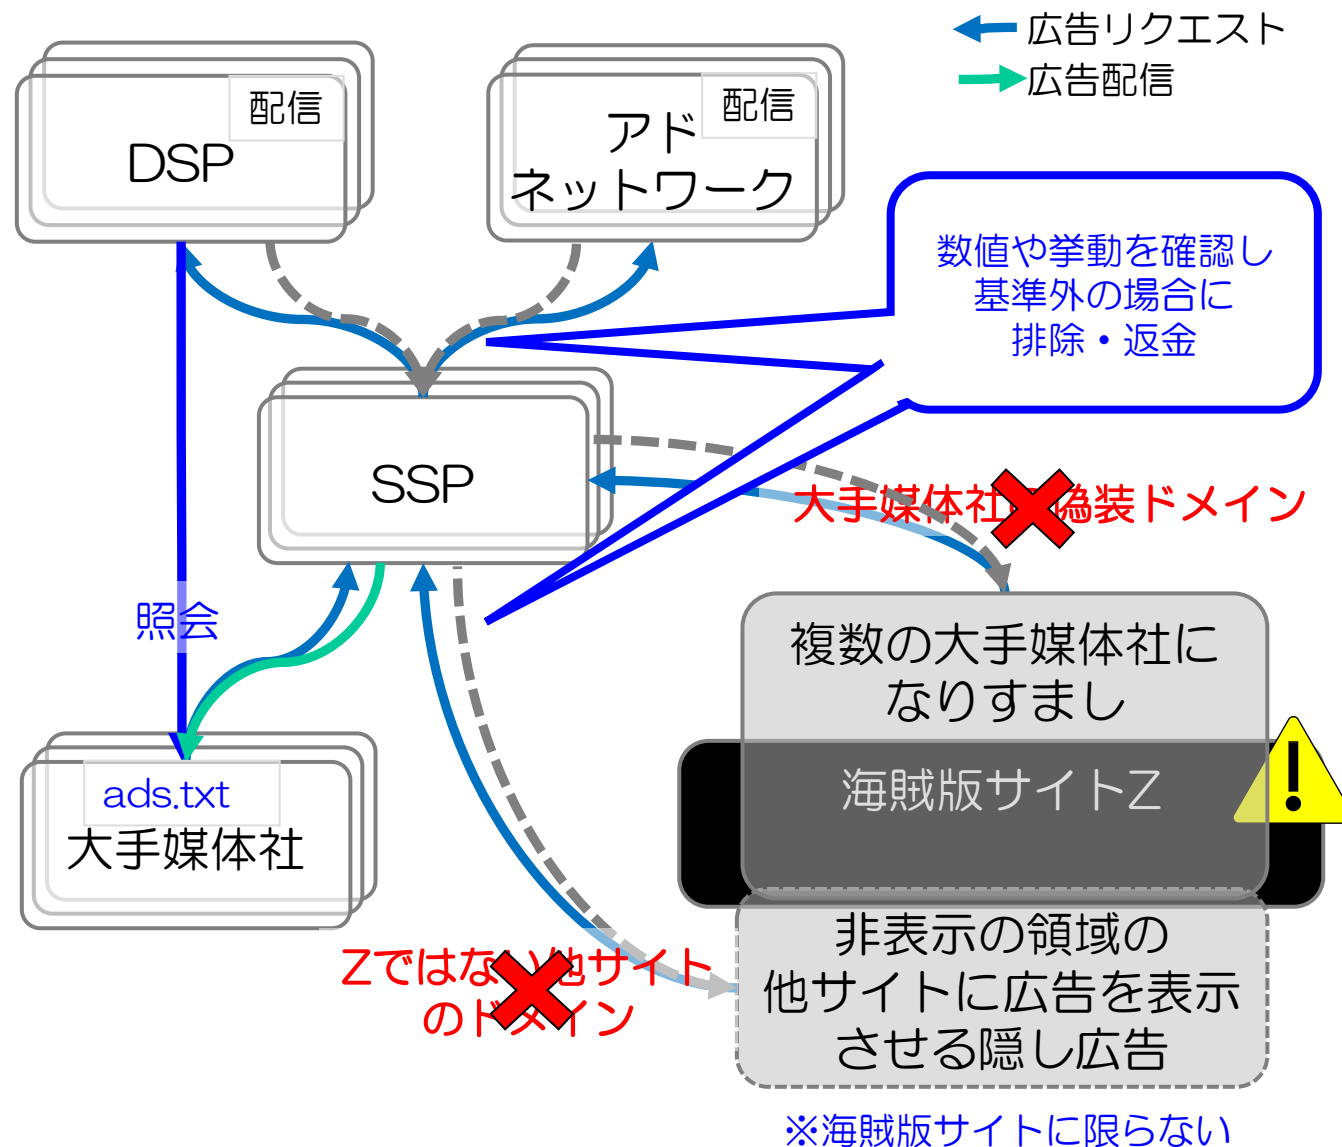 広告リクエスト
広告配信
配信
DSP
配信
アド
ネットワーク
数値や挙動を確認し
基準外の場合に
排除・返金
SSP
大手媒体社の偽装ドメイン
照会
複数の大手媒体社に
なりすまし
海賊版サイトZ
ads.txt
大手媒体社
非表示の領域の
他サイトに広告を表示
させる隠し広告
Zではない他サイト
のドメイン
※海賊版サイトに限らない